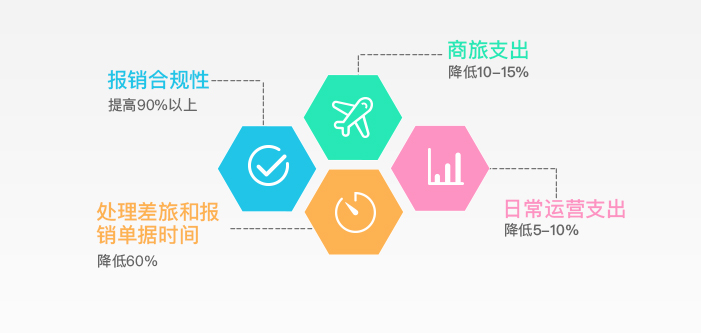 商旅支出
降低10–15%
报销合规性
提高90%以上
处理差旅和报
销单据时间
降低60%
日常运营支出
降低5–10%